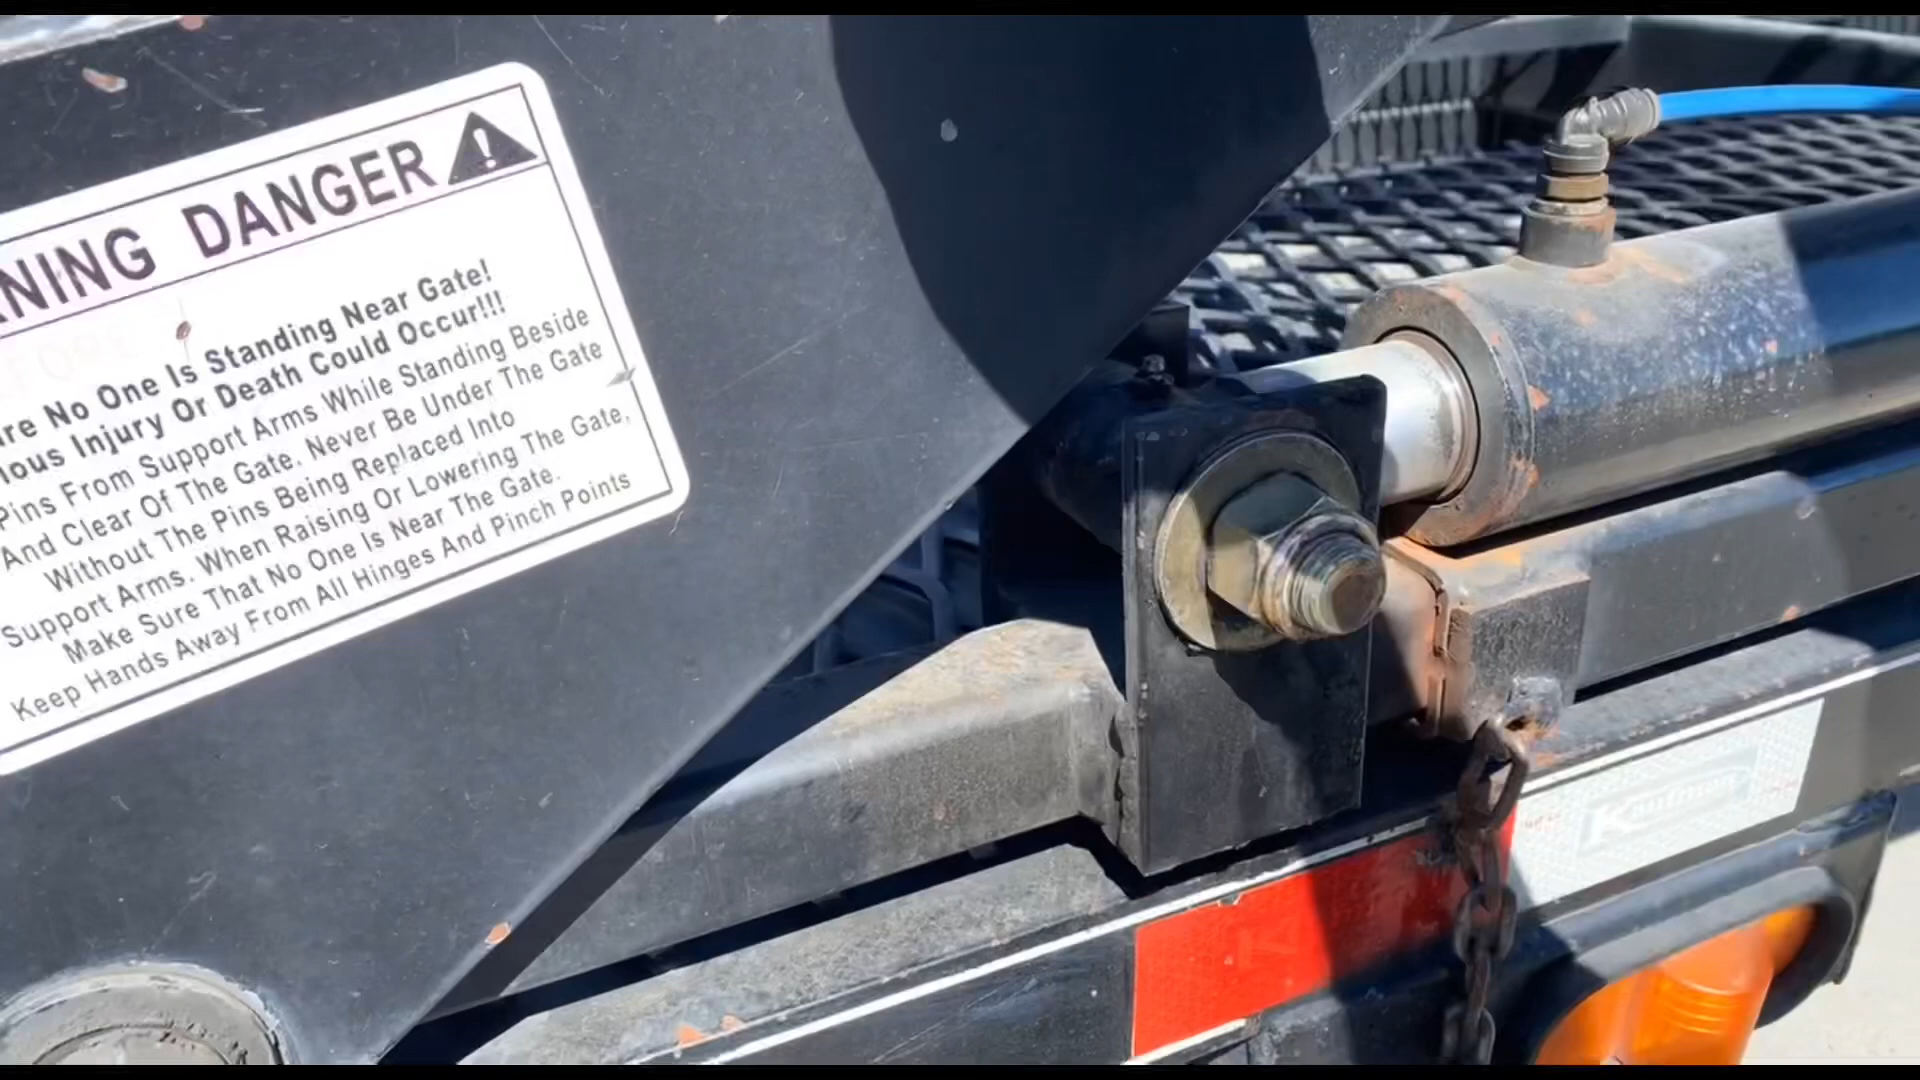 NING DANGER
re No One Is Standing Near Gate!
ious Injury Or Death Could Occur!!!
Pins From Support Arms While Standing Beside
And Clear Of The Gate. Never Be Under The Gate
Without The Pins Being Replaced Into
Support Arms. When Raising Or Lowering The Gate,
Make Sure That No One Is Near The Gate.
Keep Hands Away From All Hinges And Pinch Points
Kaufman